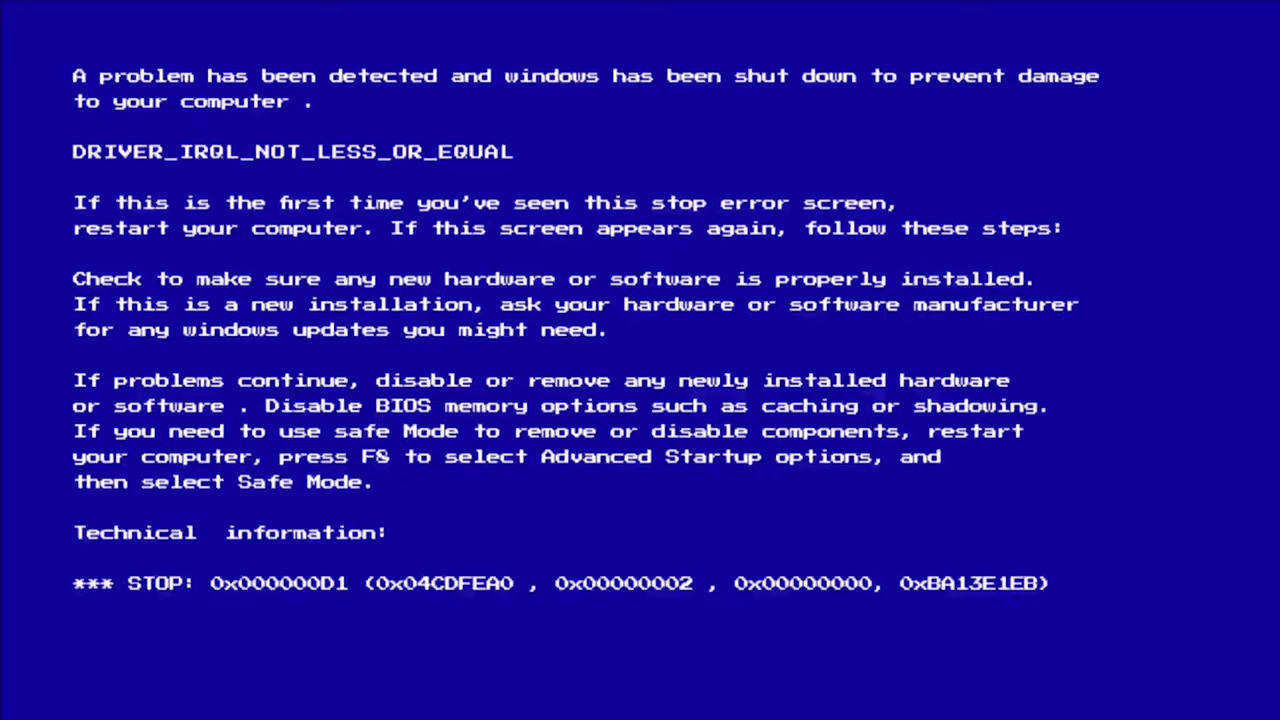 A problem has been detected and windows has been shut down to prevent damage
to your computer .
DRIVER_IRQL_NOT_LESS_OR_EQUAL
If this is the first time you've seen this stop error screen,
restart your computer. If this screen appears again, follow these steps:
Check to make sure any new hardware or software is properly installed.
If this is a new installation, ask your hardware or software manufacturer
for any windows updates you might need.
If problems continue, disable or remove any newly installed hardware
or software . Disable BIOS memory options such as caching or shadowing.
If you need to use safe Mode to remove or disable components, restart
your computer, press F& to select Advanced Startup options, and
then select Safe Mode.
Technical  information:
*** STOP: 0x000000D1 (0x04CDFEA0 , 0x00000002 , 0x00000000, 0xBA13E1EB)